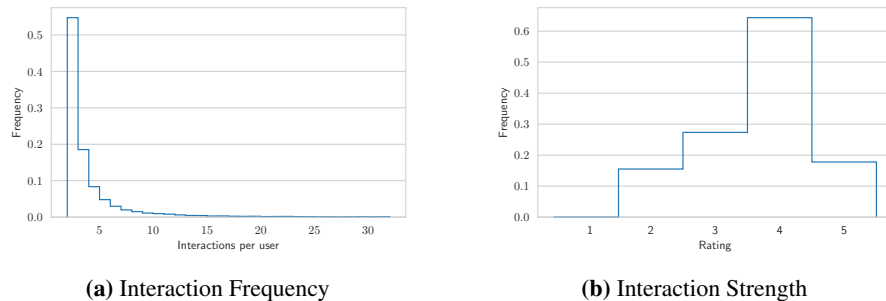 0.5
0.4
0.3
0.2
0.1
0.0
Frequency
5 10 15 20 25 30
Interactions per user
(a) Interaction Frequency
0.6
0.5
0.4
0.3
0.2
0.1
0.0
Frequency
1 2 3 4 5
Rating
(b) Interaction Strength